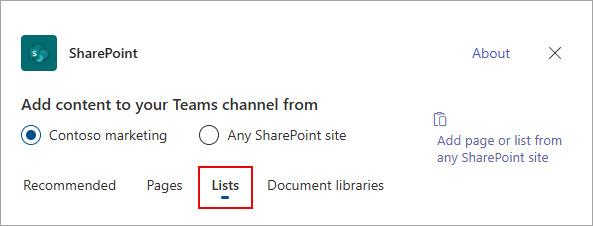 SharePoint
About
Add content to your Teams channel from
Contoso marketing
Any SharePoint site
Add page or list from
any SharePoint site
Recommended
Pages
Lists
Document libraries